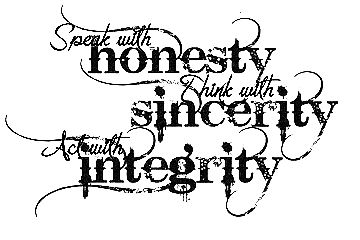 Speak with
honesty
Think with
sincerity
Act with
integrity